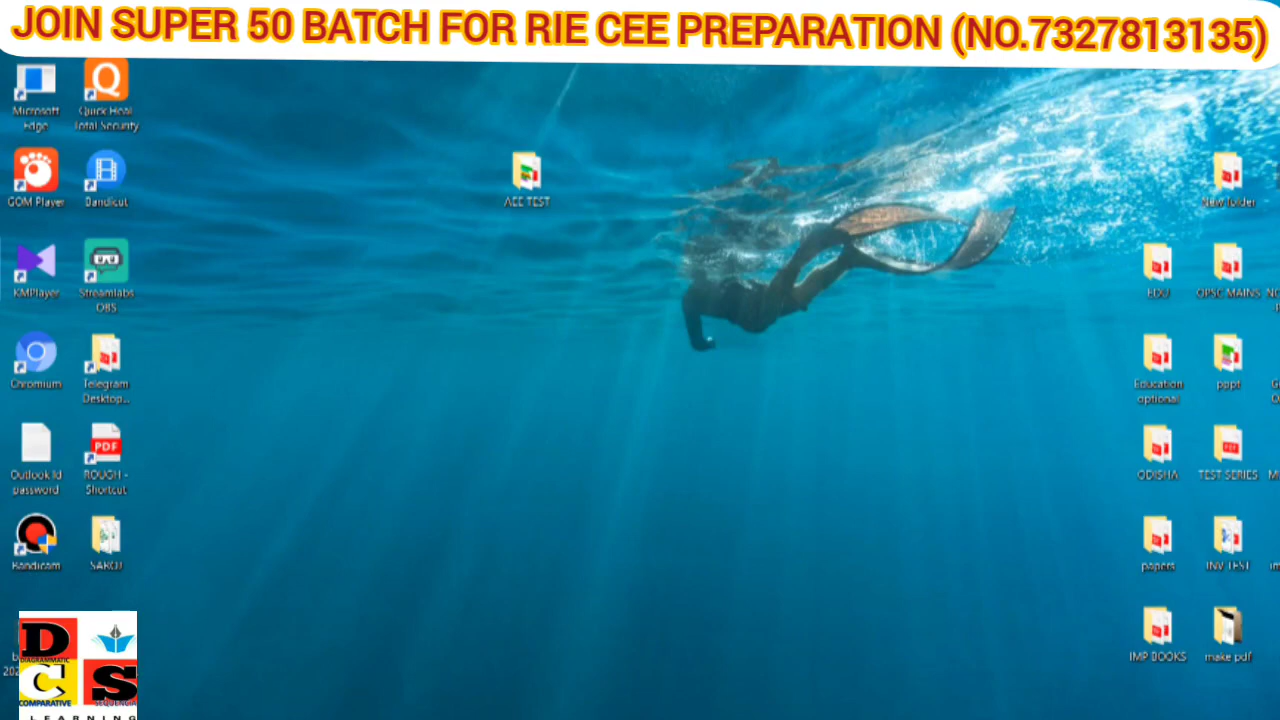 JOIN SUPER 50 BATCH FOR RIE CEE PREPARATION (NO.7327813135)
Microsoft
Edge
Quick Heal
Total Security
GOM Player
Bandicut
AEE TEST
New folder
KMPlayer
Streamlabs
OBS
EDU
OPSC MAINS
Chromium
Telegram
Desktop...
Education
optional
pppt
PDF
Outlook Id
password
ROUGH -
Shortcut
ODISHA
TEST SERIES
Bandicam
SAROJ
papers
INV TEST
IMP BOOKS
make pdf
D
DIAGRAMMATIC
C
S
COMPARATIVE
SEQUENCIAL
LEARNING